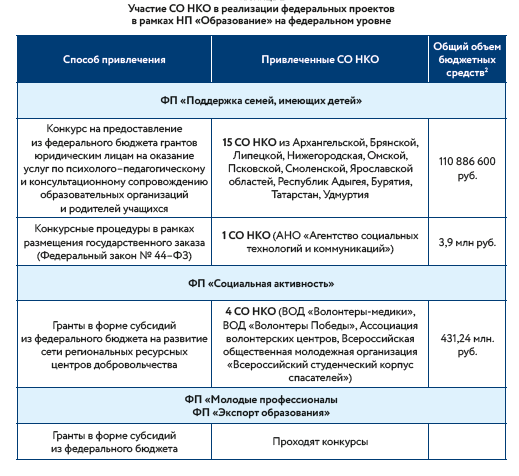 Участие СО НКО в реализации федеральных проектов
в рамках НП «Образование» на федеральном уровне
Способ привлечения
Привлеченные СО НКО
Общий объем
бюджетных
средств2
ФП «Поддержка семей, имеющих детей»
Конкурс на предоставление
из федерального бюджета грантов
юридическим лицам на оказание
услуг по психолого–педагогическому
и консультационному сопровождению
образовательных организаций
и родителей учащихся
15 СО НКО из Архангельской, Брянской,
Липецкой, Нижегородская, Омской,
Псковской, Смоленской, Ярославской
областей, Республик Адыгея, Бурятия,
Татарстан, Удмуртия
110 886 600
руб.
Конкурсные процедуры в рамках
размещения государственного заказа
(Федеральный закон № 44–ФЗ)
1 СО НКО (АНО «Агентство социальных
технологий и коммуникаций»)
3,9 млн руб.
ФП «Социальная активность»
Гранты в форме субсидий
из федерального бюджета на развитие
сети региональных ресурсных
центров добровольчества
4 СО НКО (ВОД «Волонтеры-медики»,
ВОД «Волонтеры Победы», Ассоциация
волонтерских центров, Всероссийская
общественная молодежная организация
«Всероссийский студенческий корпус
спасателей»)
431,24 млн.
руб.
ФП «Молодые профессионалы
ФП «Экспорт образования»
Гранты в форме субсидий
из федерального бюджета
Проходят конкурсы